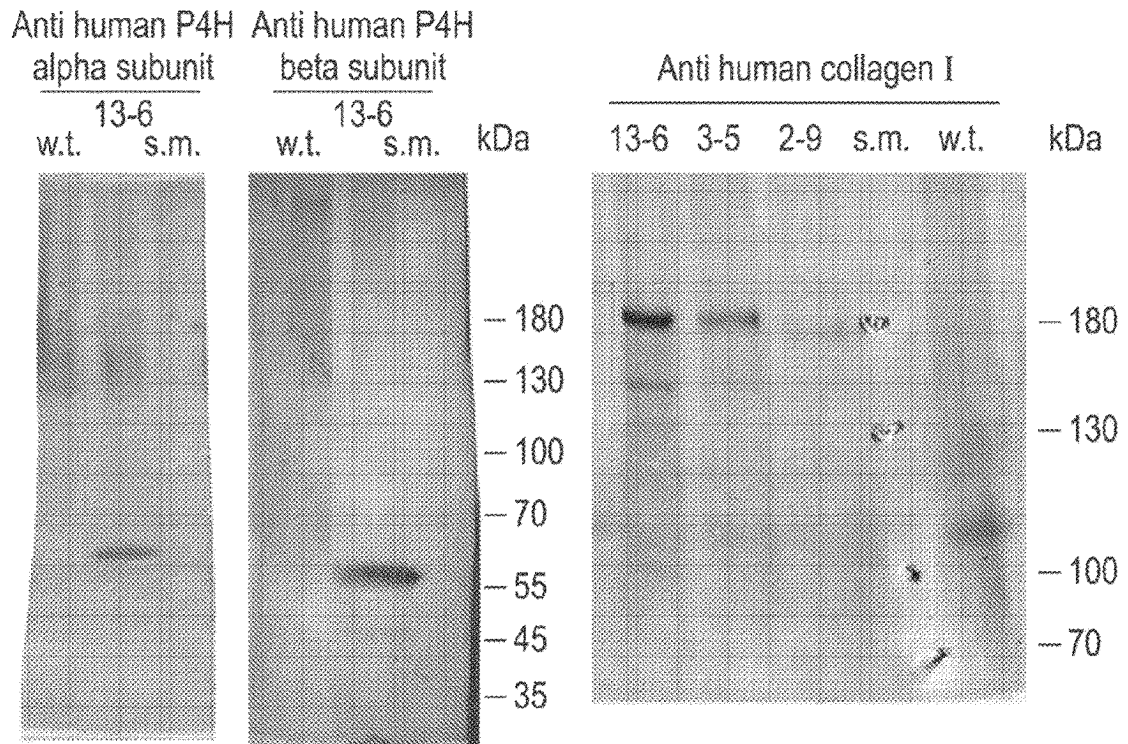 Anti human P4H
alpha subunit
13-6
w.t. s.m.
Anti human P4H
beta subunit
13-6
w.t. s.m. kDa
180
130
100
70
55
45
35
Anti human collagen I
13-6 3-5 2-9 s.m. w.t. kDa
180
130
100
70